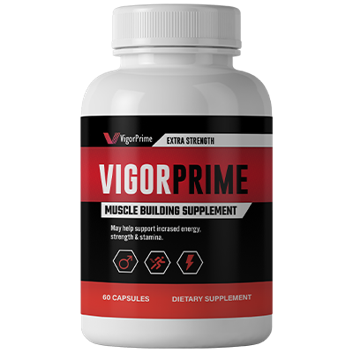 VigorPrime
EXTRA STRENGTH
VIGORPRIME
MUSCLE BUILDING SUPPLEMENT
May help support incrased energy,
strength & stamina.
60 CAPSULES
DIETARY SUPPLEMENT